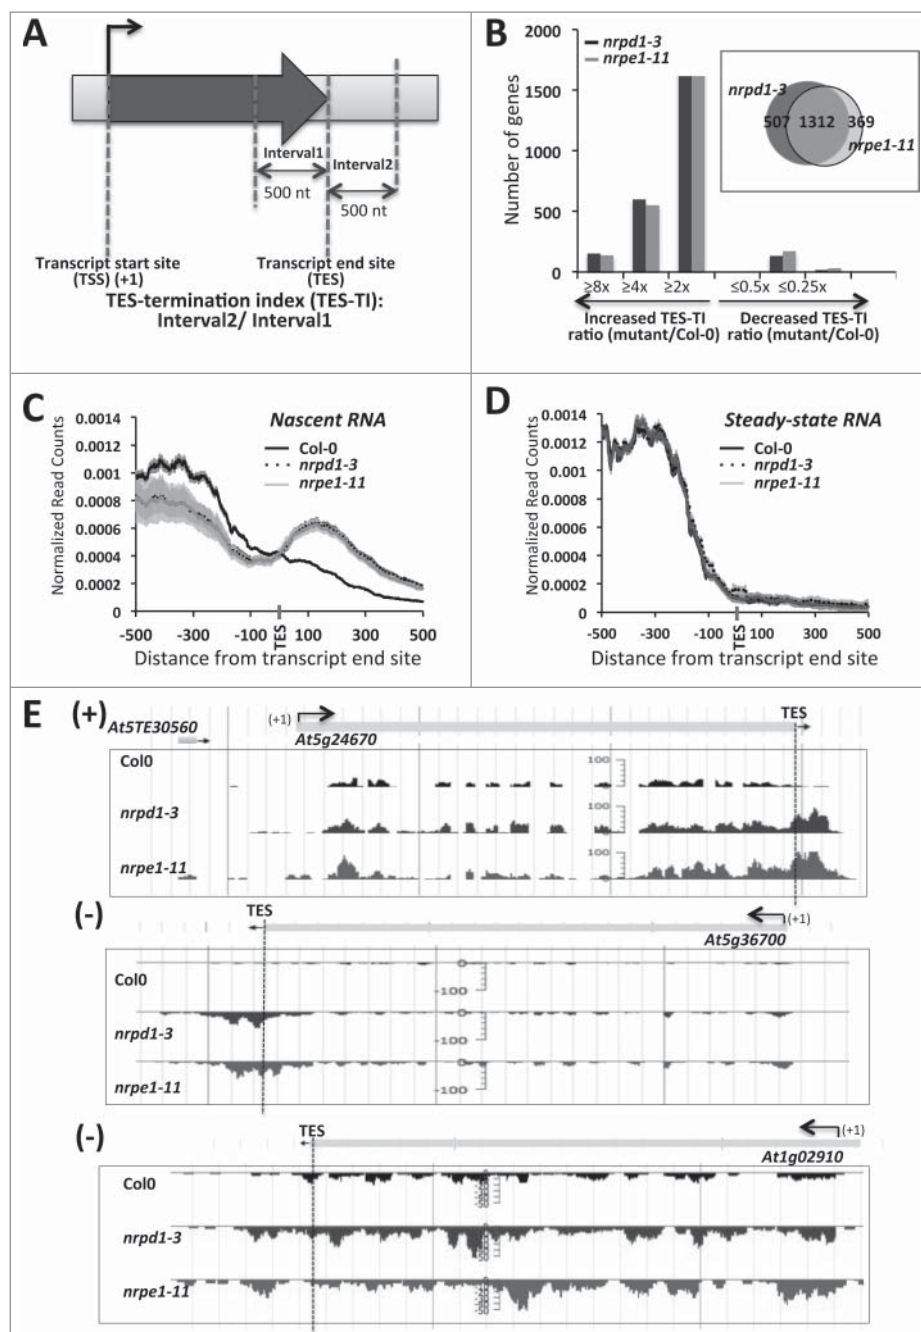 A
Interval1
Interval2
500 nt
500 nt
Transcript start site
(TSS) (+1)
Transcript end site
(TES)
TES-termination index (TES-TI):
Interval2/ Interval1
B
nrpd1-3
nrpe1-11
Number of genes
2000
1500
1000
500
0
≥8x
≥4x
≥2x
≤0.5x
≤0.25x
Increased TES-TI
ratio (mutant/Col-0)
Decreased TES-TI
ratio (mutant/Col-0)
nrpd1-3
507
1312
369
nrpe1-11
C
Nascent RNA
Col-0
nrpd1-3
nrpe1-11
Normalized Read Counts
0.0014
0.0012
0.001
0.0008
0.0006
0.0004
0.0002
0
-500
-300
-100
TES
100
300
500
Distance from transcript end site
D
Steady-state RNA
Col-0
nrpd1-3
nrpe1-11
Normalized Read Counts
0.0014
0.0012
0.001
0.0008
0.0006
0.0004
0.0002
0
-500
-300
-100
TES
100
300
500
Distance from transcript end site
E
(+)
At5TE30560
(+1)
At5g24670
TES
Col0
100
nrpd1-3
100
nrpe1-11
100
(-)
TES
(+1)
At5g36700
Col0
0
-100
nrpd1-3
0
-100
nrpe1-11
0
-100
(-)
TES
(+1)
At1g02910
Col0
nrpd1-3
nrpe1-11